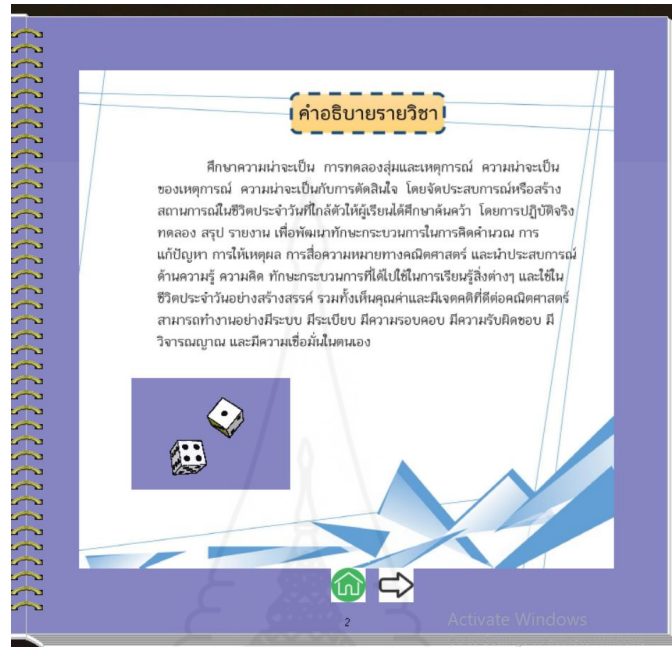 คำอธิบายรายวิชา
ศึกษาความน่าจะเป็น การทดลองสุ่มและเหตุการณ์ ความน่าจะเป็น
ของเหตุการณ์ ความน่าจะเป็นกับการตัดสินใจ โดยจัดประสบการณ์หรือสร้าง
สถานการณ์ในชีวิตประจำวันที่ใกล้ตัวให้ผู้เรียนได้ศึกษาค้นคว้า โดยการปฏิบัติจริง
ทดลอง สรุป รายงาน เพื่อพัฒนาทักษะกระบวนการในการคิดคำนวณ การ
แก้ปัญหา การให้เหตุผล การสื่อความหมายทางคณิตศาสตร์ และนำประสบการณ์
ด้านความรู้ ความคิด ทักษะกระบวนการที่ได้ไปใช้ในการเรียนรู้สิ่งต่างๆ และใช้ใน
ชีวิตประจำวันอย่างสร้างสรรค์ รวมทั้งเห็นคุณค่าและมีเจตคติที่ดีต่อคณิตศาสตร์
สามารถทำงานอย่างมีระบบ มีระเบียบ มีความรอบคอบ มีความรับผิดชอบ มี
วิจารณญาณ และมีความเชื่อมั่นในตนเอง
2
Activate Windows